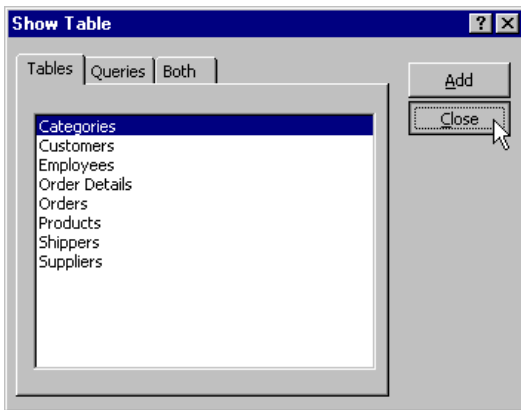 Show Table
Tables Queries Both
Add
Close
Categories
Customers
Employees
Order Details
Orders
Products
Shippers
Suppliers